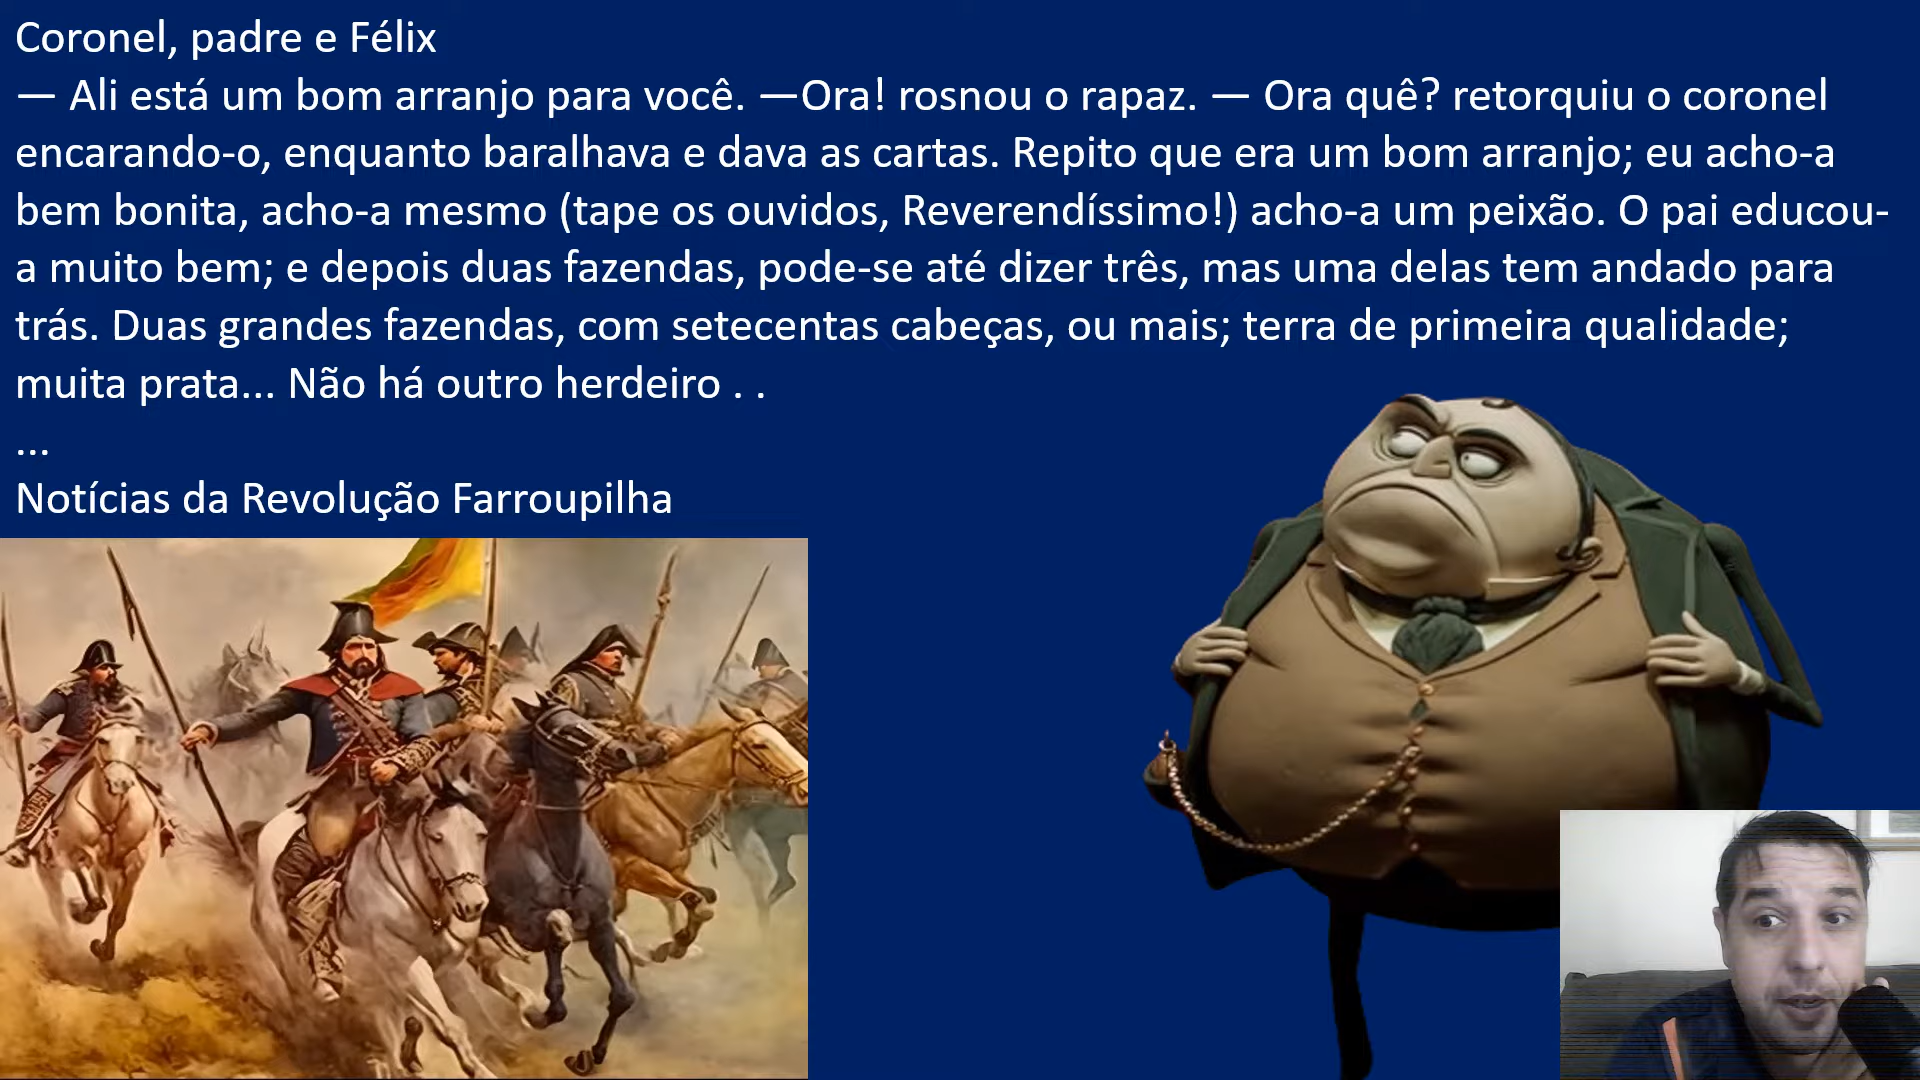 Coronel, padre e Félix
— Ali está um bom arranjo para você. —Ora! rosnou o rapaz. — Ora quê? retorquiu o coronel
encarando-o, enquanto baralhava e dava as cartas. Repito que era um bom arranjo; eu acho-a
bem bonita, acho-a mesmo (tape os ouvidos, Reverendíssimo!) acho-a um peixão. O pai educou-
a muito bem; e depois duas fazendas, pode-se até dizer três, mas uma delas tem andado para
trás. Duas grandes fazendas, com setecentas cabeças, ou mais; terra de primeira qualidade;
muita prata... Não há outro herdeiro . .
...
Notícias da Revolução Farroupilha